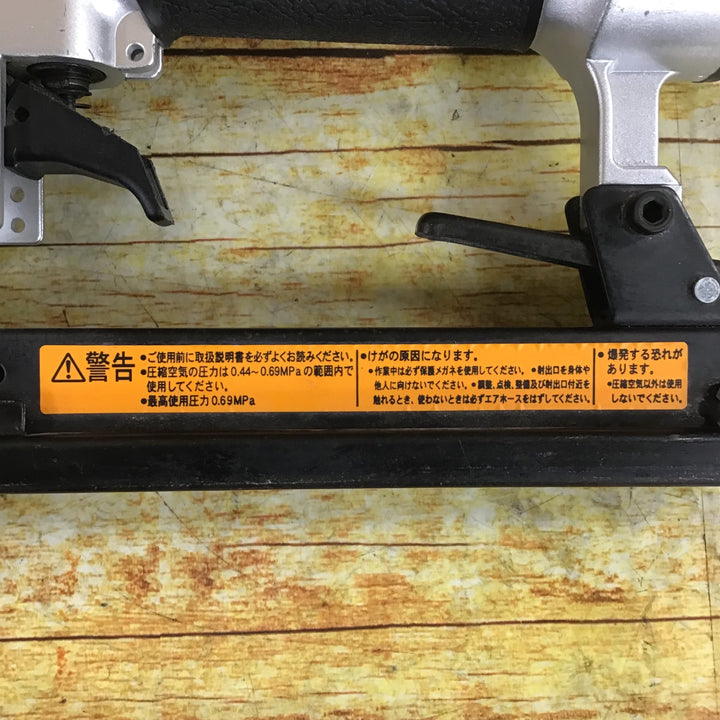 警告
●ご使用前に取扱説明書を必ずよくお読みください。
●圧縮空気の圧力は0.44～0.69MPaの範囲内で
使用してください。
●最高使用圧力0.69MPa
●けがの原因になります。
●作業中は必ず保護メガネを使用してください。 ●射出口を身体や
他人に向けないでください。 ●調整、点検、整備及び射出口付近を
触れるとき、使わないときは必ずエアホースをはずしてください。
●爆発する恐れが
あります。
●圧縮空気以外は使用
しないでください。